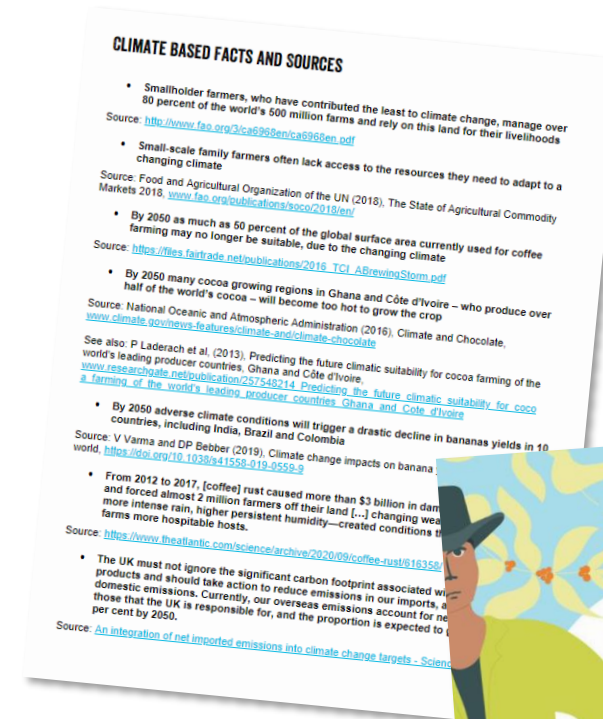 CLIMATE BASED FACTS AND SOURCES
• Smallholder farmers, who have contributed the least to climate change, manage over
80 percent of the world's 500 million farms and rely on this land for their livelihoods
Source: http://www.fao.org/3/ca6968en/ca6968en.pdf
• Small-scale family farmers often lack access to the resources they need to adapt to a
changing climate
Source: Food and Agricultural Organization of the UN (2018), The State of Agricultural Commodity
Markets 2018, www.fao.org/publications/soco/2018/en/
• By 2050 as much as 50 percent of the global surface area currently used for coffee
farming may no longer be suitable, due to the changing climate
Source: https://files.fairtrade.net/publications/2016_TCI_ABrewingStorm.pdf
• By 2050 many cocoa growing regions in Ghana and Côte d'Ivoire – who produce over
half of the world's cocoa – will become too hot to grow the crop
Source: National Oceanic and Atmospheric Administration (2016), Climate and Chocolate,
www.climate.gov/news-features/climate-and/climate-chocolate
See also: P Laderach et al, (2013), Predicting the future climatic suitability for cocoa farming of the
world's leading producer countries, Ghana and Côte d'Ivoire,
www.researchgate.net/publication/257548214_Predicting_the_future_climatic_suitability_for_coco
a_farming_of_the_world's_leading_producer_countries_Ghana_and_Cote_d'Ivoire
• By 2050 adverse climate conditions will trigger a drastic decline in bananas yields in 10
countries, including India, Brazil and Colombia
Source: V Varma and DP Bebber (2019), Climate change impacts on banana
world, https://doi.org/10.1038/s41558-019-0559-9
• From 2012 to 2017, [coffee] rust caused more than $3 billion in dam
and forced almost 2 million farmers off their land [...] changing wea
more intense rain, higher persistent humidity—created conditions th
farms more hospitable hosts.
Source: https://www.theatlantic.com/science/archive/2020/09/coffee-rust/616358/
• The UK must not ignore the significant carbon footprint associated wi
products and should take action to reduce emissions in our imports, a
domestic emissions. Currently, our overseas emissions account for ne
those that the UK is responsible for, and the proportion is expected to
per cent by 2050.
Source: An integration of net imported emissions into climate change targets - Scienc